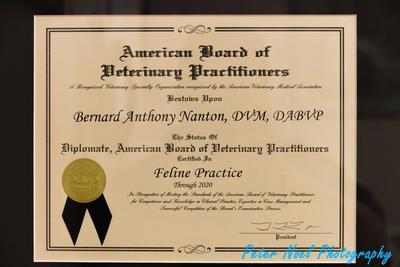 American Board of
Veterinary Practitioners
A Recognized Veterinary Specialty Organization recognized by the American Veterinary Medical Association
Bestows Upon
Bernard Anthony Nanton, DVM, DABVP
The Status Of
Diplomate, American Board of Veterinary Practitioners
Certified In
Feline Practice
Through 2020
In Recognition of Meeting the Standards of the American Board of Veterinary Practitioners
for Competence and Knowledge in Clinical Practice, Expertise in Case Management and
Successful Completion of the Board's Examination Process.
President
Peter Noel Photography